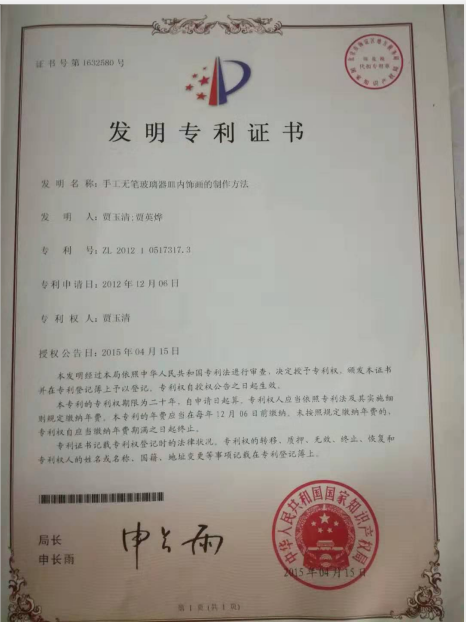 证书号第1632580号
发明专利证书
发明名称：手工无笔玻璃器皿内饰画的制作方法
发明人：贾玉清;贾英烨
专利号：ZL 2012 1 0517317.3
专利申请日：2012年12月06日
专利权人：贾玉清
授权公告日：2015年04月15日
本发明经过本局依照中华人民共和国专利法进行审查，决定授予专利权，颁发本证书
并在专利登记簿上予以登记。专利权自授权公告之日起生效。
本专利的专利权期限为二十年，自申请日起算。专利权人应当依照专利法及其实施细
则规定缴纳年费。本专利的年费应当在每年12月06日前缴纳。未按照规定缴纳年费的，
专利权自应当缴纳年费期满之日起终止。
专利证书记载专利权登记时的法律状况。专利权的转移、质押、无效、终止、恢复和
专利权人的姓名或名称、国籍、地址变更等事项记载在专利登记簿上。
局长
申长雨
申长雨
中华人民共和国国家知识产权局
2015年04月15日
第1页(共1页)